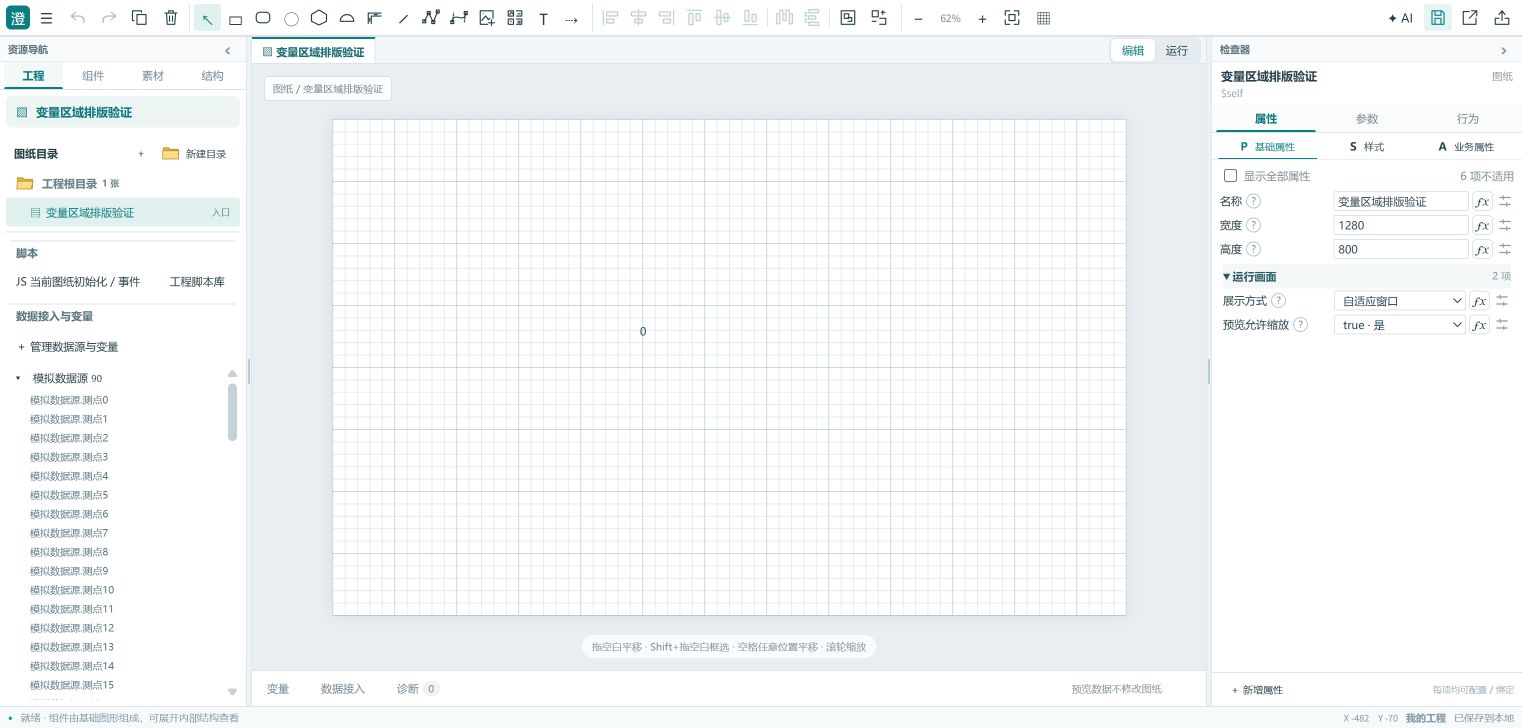 澄
T
62%
AI
资源导航
变量区域排版验证
编辑
运行
检查器
工程
组件
素材
结构
图纸 / 变量区域排版验证
变量区域排版验证
图纸
$self
变量区域排版验证
属性
参数
行为
图纸目录
+
新建目录
P 基础属性
S 样式
A 业务属性
工程根目录 1 张
显示全部属性
6 项不适用
变量区域排版验证
入口
名称 ?
变量区域排版验证
fx
宽度 ?
1280
fx
高度 ?
800
fx
脚本
JS 当前图纸初始化 / 事件
工程脚本库
▼运行画面
2 项
展示方式 ?
自适应窗口
fx
预览允许缩放 ?
true · 是
fx
数据接入与变量
+ 管理数据源与变量
0
模拟数据源 90
模拟数据源.测点0
模拟数据源.测点1
模拟数据源.测点2
模拟数据源.测点3
模拟数据源.测点4
模拟数据源.测点5
模拟数据源.测点6
模拟数据源.测点7
模拟数据源.测点8
模拟数据源.测点9
模拟数据源.测点10
模拟数据源.测点11
模拟数据源.测点12
模拟数据源.测点13
模拟数据源.测点14
模拟数据源.测点15
拖空白平移 · Shift+拖空白框选 · 空格任意位置平移 · 滚轮缩放
变量
数据接入
诊断 0
预览数据不修改图纸
+ 新增属性
每项均可配置 / 绑定
就绪 · 组件由基础图形组成，可展开内部结构查看
X -482 Y -70 我的工程 已保存到本地